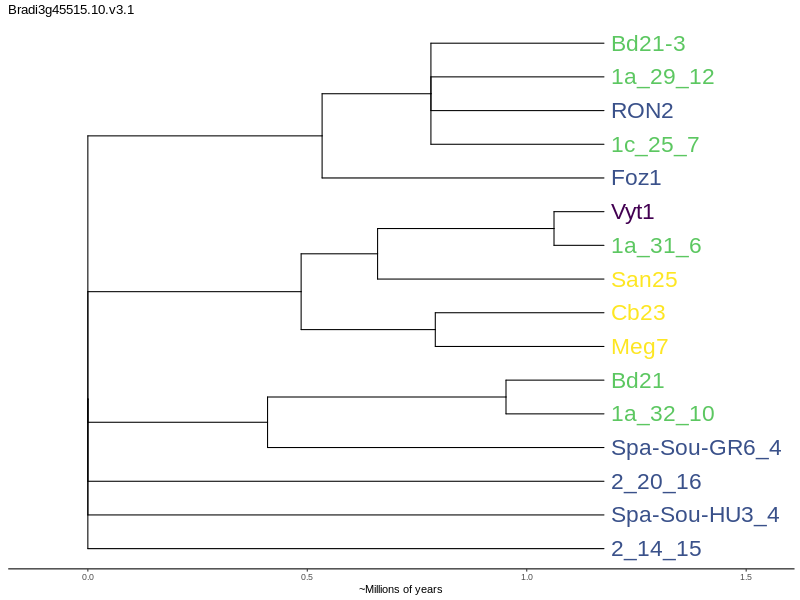 Bradi3g45515.10.v3.1
Bd21-3
1a_29_12
RON2
1c_25_7
Foz1
Vyt1
1a_31_6
San25
Cb23
Meg7
Bd21
1a_32_10
Spa-Sou-GR6_4
2_20_16
Spa-Sou-HU3_4
2_14_15
0.0 0.5 1.0 1.5
~Millions of years